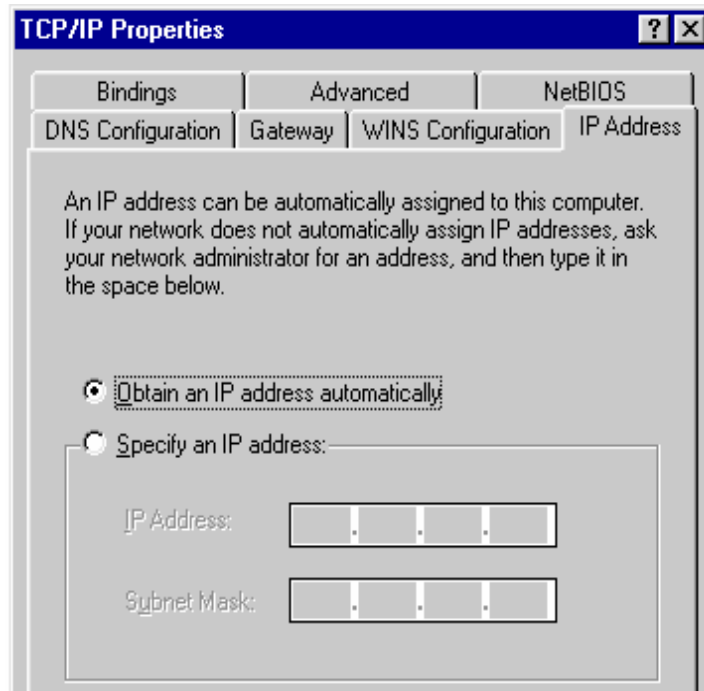 TCP/IP Properties
? X
Bindings Advanced NetBIOS
DNS Configuration Gateway WINS Configuration IP Address
An IP address can be automatically assigned to this computer.
If your network does not automatically assign IP addresses, ask
your network administrator for an address, and then type it in
the space below.
Obtain an IP address automatically
Specify an IP address:
IP Address: . . .
Subnet Mask: . . .